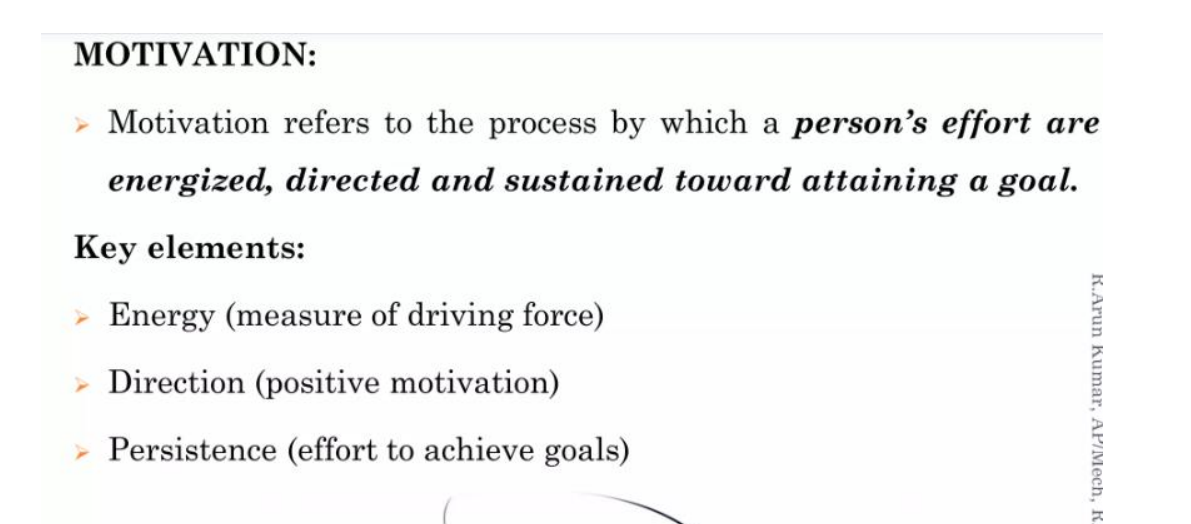 MOTIVATION:
➢ Motivation refers to the process by which a person's effort are
energized, directed and sustained toward attaining a goal.
Key elements:
➢ Energy (measure of driving force)
➢ Direction (positive motivation)
➢ Persistence (effort to achieve goals)
K.Arun Kumar, AP/Mech,